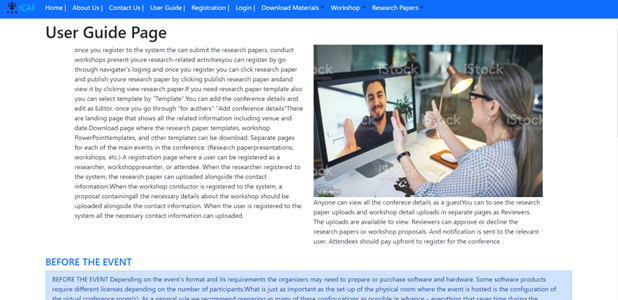 ICAF Home | About Us | Contact Us | User Guide | Registration | Login | Download Materials Workshop Research Papers
User Guide Page
once you register to the system the can submit the research papers, conduct
workshops present youre research-related activitiesyou can register by go
through navigater's loging and once you register you can click research paper
and publish youre research paper by clicking publish research paper andand
view it by clicking view research paper.If you need research paper template also
you can select template by "Template".You can add the conference details and
edit as Editor. once you go through "for authors" "Add conference details"There
are landing page that shows all the related information including venue and
date.Download page where the research paper templates, workshop
PowerPointtemplates, and other templates can be download. Separate pages
for each of the main events in the conference. (Research paperpresentations,
workshops, etc.) A registration page where a user can be registered as a
researcher, workshoppresenter, or attendee. When the researcher registered to
the system, the research paper can uploaded alongside the contact
information.When the workshop conductor is registered to the system, a
proposal containingall the necessary details about the workshop should be
uploaded alongside the contact information. When the user is registered to the
system all the necessary contact information can uploaded.
iStock
iStock
iStock
iStock
Anyone can view all the conferece details as a guestYou can to see the research
paper uploads and workshop detail uploads in separate pages as Reviewers.
The uploads are available to view. Reviewers can approve or decline the
research papers or workshop proposals. And notification is sent to the relevant
user. Attendees should pay upfront to register for the conference
BEFORE THE EVENT
BEFORE THE EVENT Depending on the event's format and its requirements the organizers may need to prepare or purchase software and hardware. Some software products
require different licenses depending on the number of participants.What is just as important as the set-up of the physical room where the event is hosted is the configuration of
the virtual conference room(s). As a general rule we recommend preparing as many of these configurations as possible in advance – everything that saves time during the